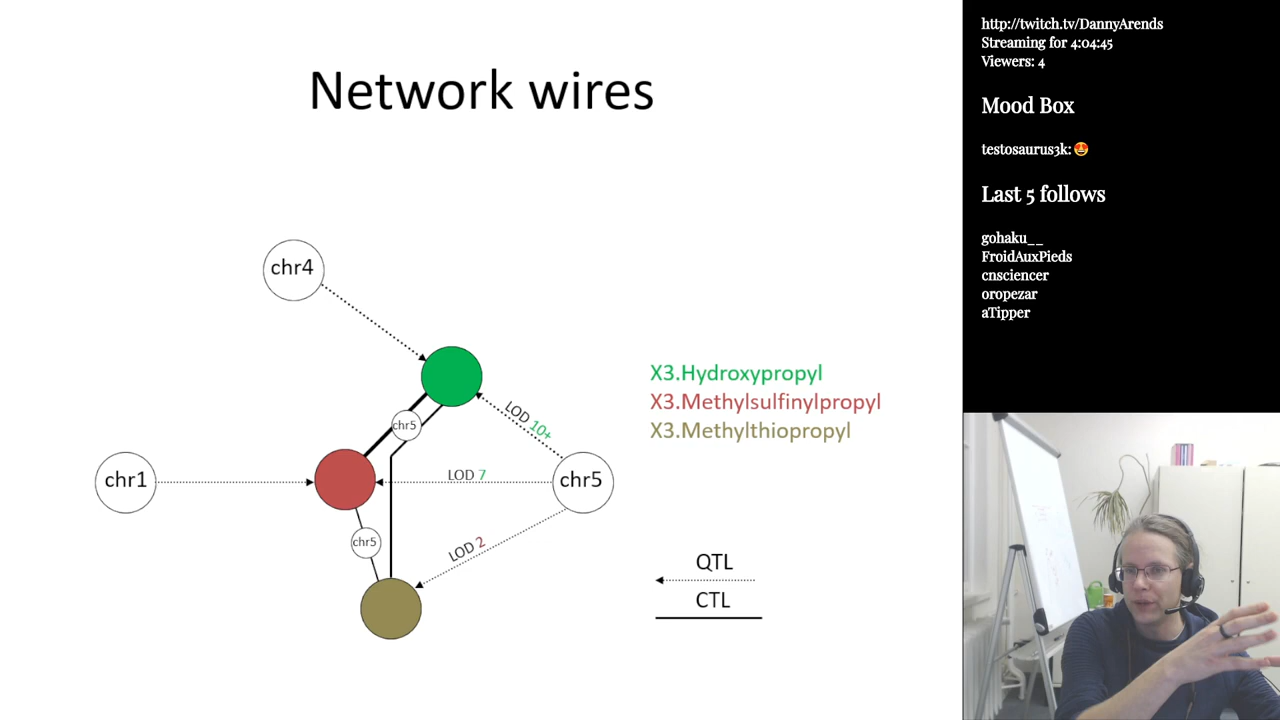 Network wires
chr4
chr5
LOD 10+
chr1
LOD 7
chr5
chr5
LOD 2
X3.Hydroxypropyl
X3.Methylsulfinylpropyl
X3.Methylthiopropyl
QTL
CTL
http://twitch.tv/DannyArends
Streaming for 4:04:45
Viewers: 4
Mood Box
testosaurus3k: 🤩
Last 5 follows
gohaku__
FroidAuxPieds
cnsciencer
oropezar
aTipper